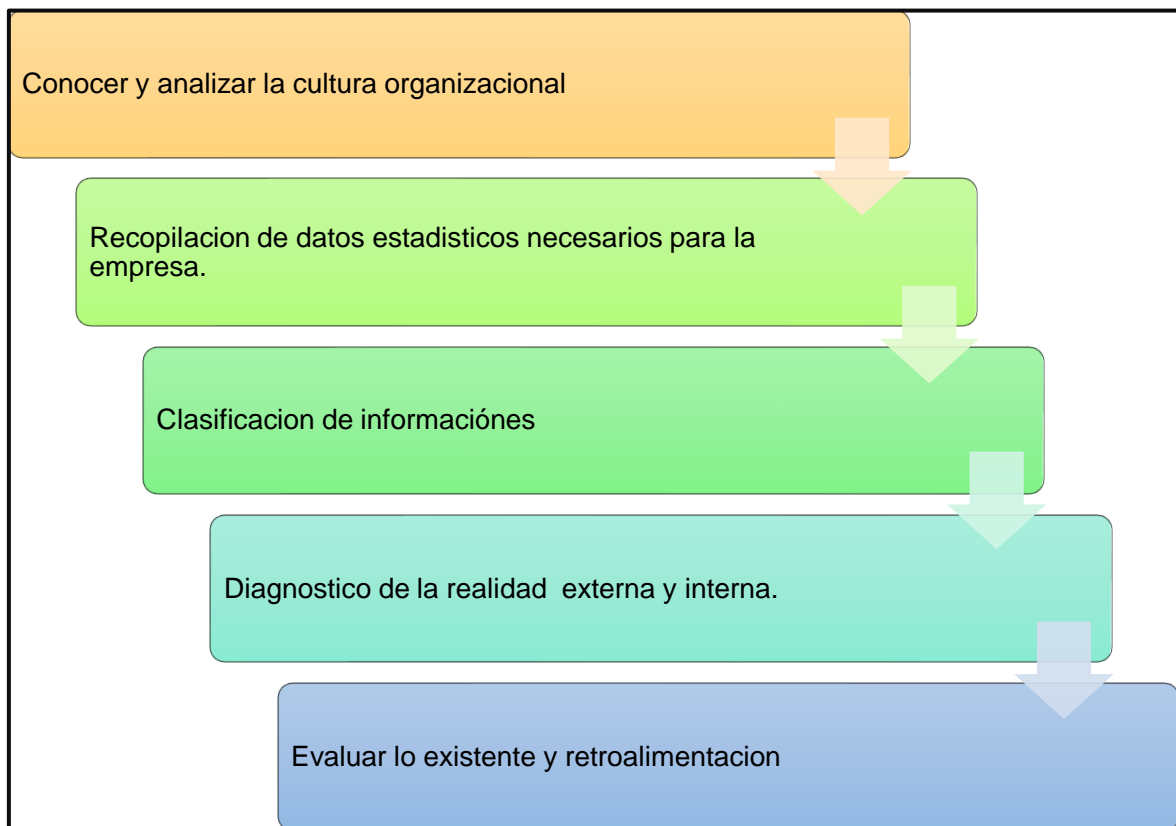 Conocer y analizar la cultura organizacional
Recopilacion de datos estadisticos necesarios para la
empresa.
Clasificacion de informaciónes
Diagnostico de la realidad  externa y interna.
Evaluar lo existente y retroalimentacion